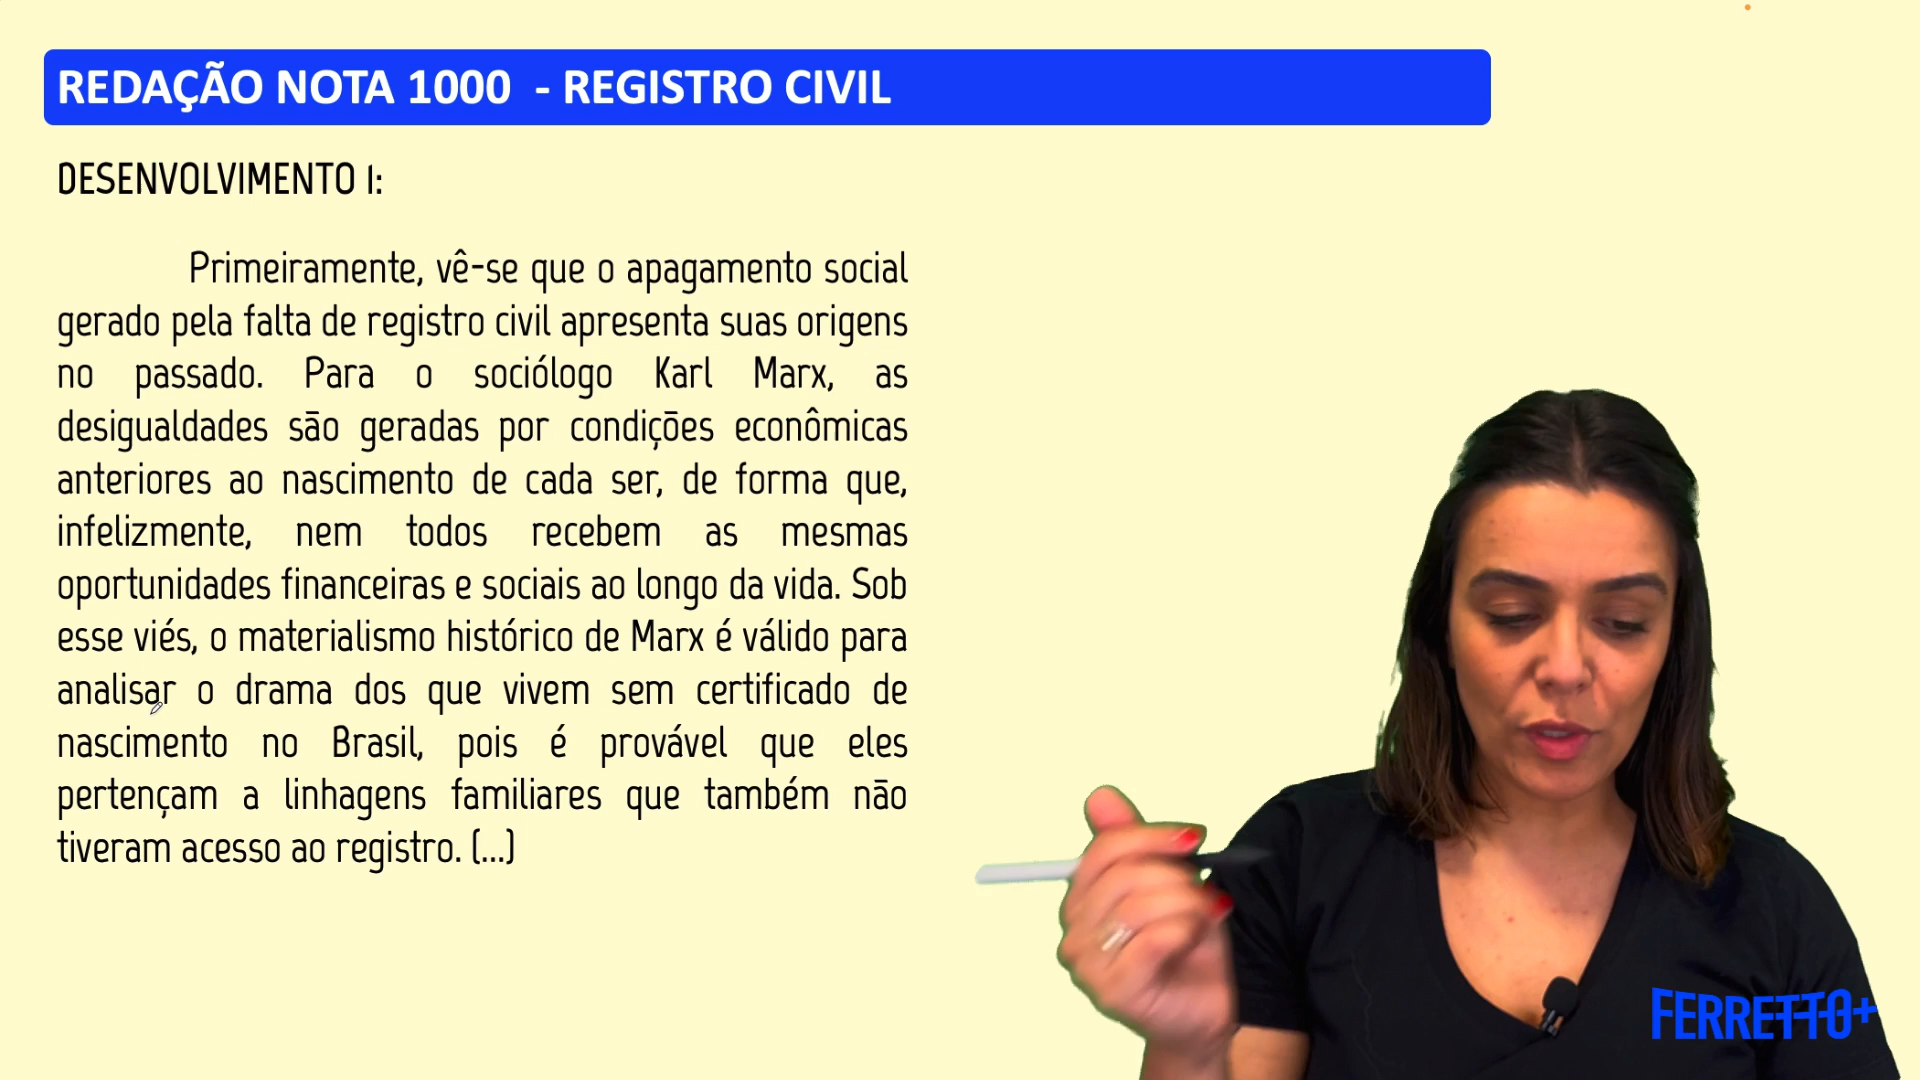 REDAÇÃO NOTA 1000 - REGISTRO CIVIL
DESENVOLVIMENTO I:
Primeiramente, vê-se que o apagamento social
gerado pela falta de registro civil apresenta suas origens
no passado. Para o sociólogo Karl Marx, as
desigualdades são geradas por condições econômicas
anteriores ao nascimento de cada ser, de forma que,
infelizmente, nem todos recebem as mesmas
oportunidades financeiras e sociais ao longo da vida. Sob
esse viés, o materialismo histórico de Marx é válido para
analisar o drama dos que vivem sem certificado de
nascimento no Brasil, pois é provável que eles
pertençam a linhagens familiares que também não
tiveram acesso ao registro. (...)
FERRETTO+